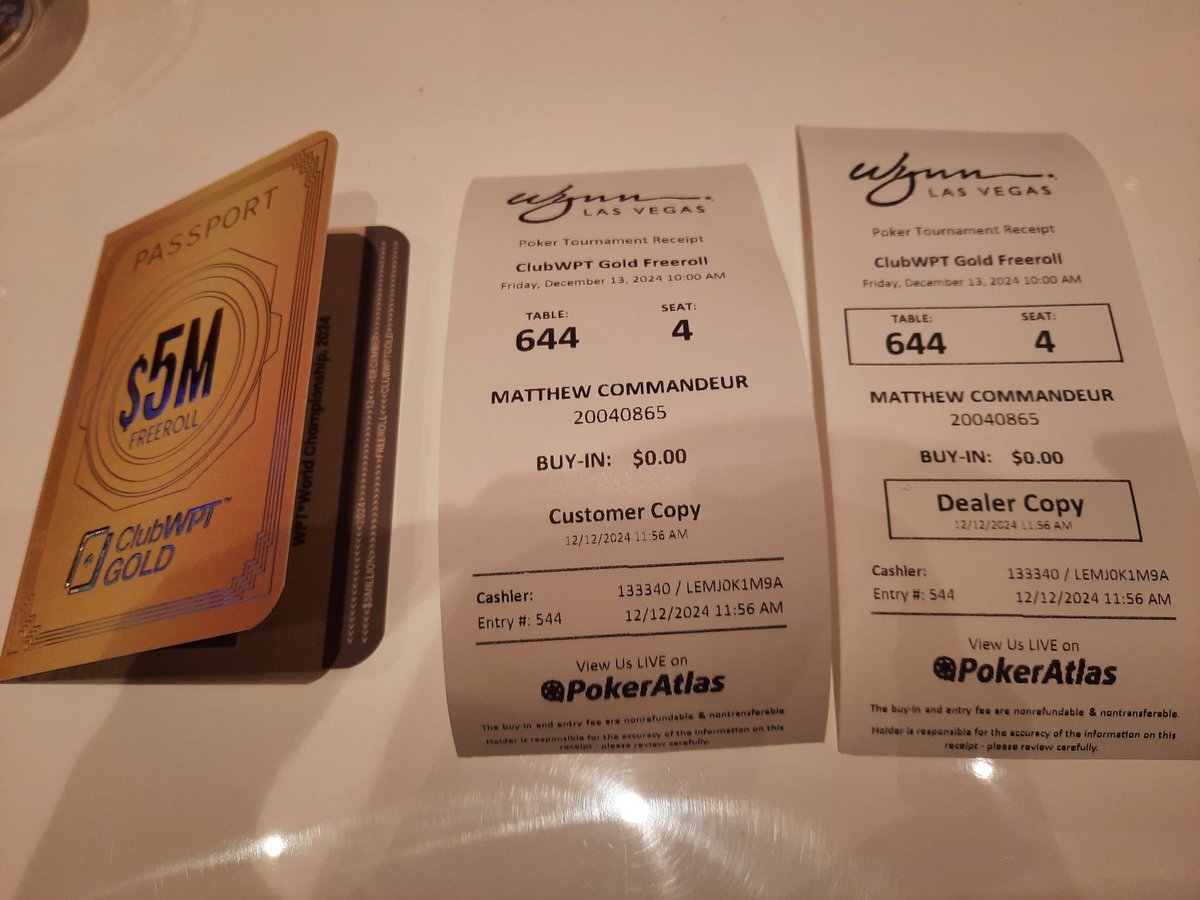 PASSPORT
$5M
FREEROLL
ClubWPT™
GOLD
WPT® World Championship, 2024
Wynn
LAS VEGAS
Poker Tournament Receipt
ClubWPT Gold Freeroll
Friday, December 13, 2024 10:00 AM
TABLE: SEAT:
644 4
MATTHEW COMMANDEUR
20040865
BUY-IN: $0.00
Customer Copy
12/12/2024 11:56 AM
Cashier: 133340 / LEMJ0K1M9A
Entry #: 544 12/12/2024 11:56 AM
View Us LIVE on
PokerAtlas
The buy-in and entry fee are nonrefundable & nontransferable.
Holder is responsible for the accuracy of the information on this
receipt - please review carefully.
Wynn
LAS VEGAS
Poker Tournament Receipt
ClubWPT Gold Freeroll
Friday, December 13, 2024 10:00 AM
TABLE: SEAT:
644 4
MATTHEW COMMANDEUR
20040865
BUY-IN: $0.00
Dealer Copy
12/12/2024 11:56 AM
Cashier: 133340 / LEMJ0K1M9A
Entry #: 544 12/12/2024 11:56 AM
View Us LIVE on
PokerAtlas
The buy-in and entry fee are nonrefundable & nontransferable.
Holder is responsible for the accuracy of the information on this
receipt - please review carefully.